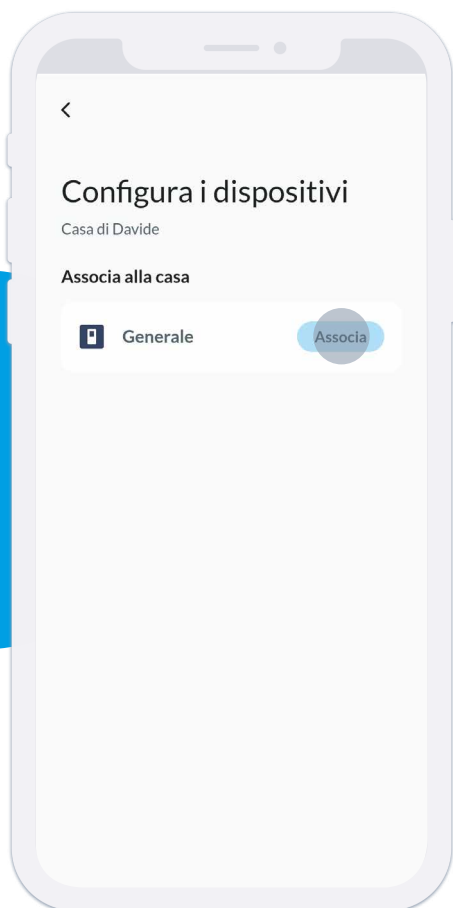 Configura i dispositivi
Casa di Davide
Associa alla casa
Generale
Associa